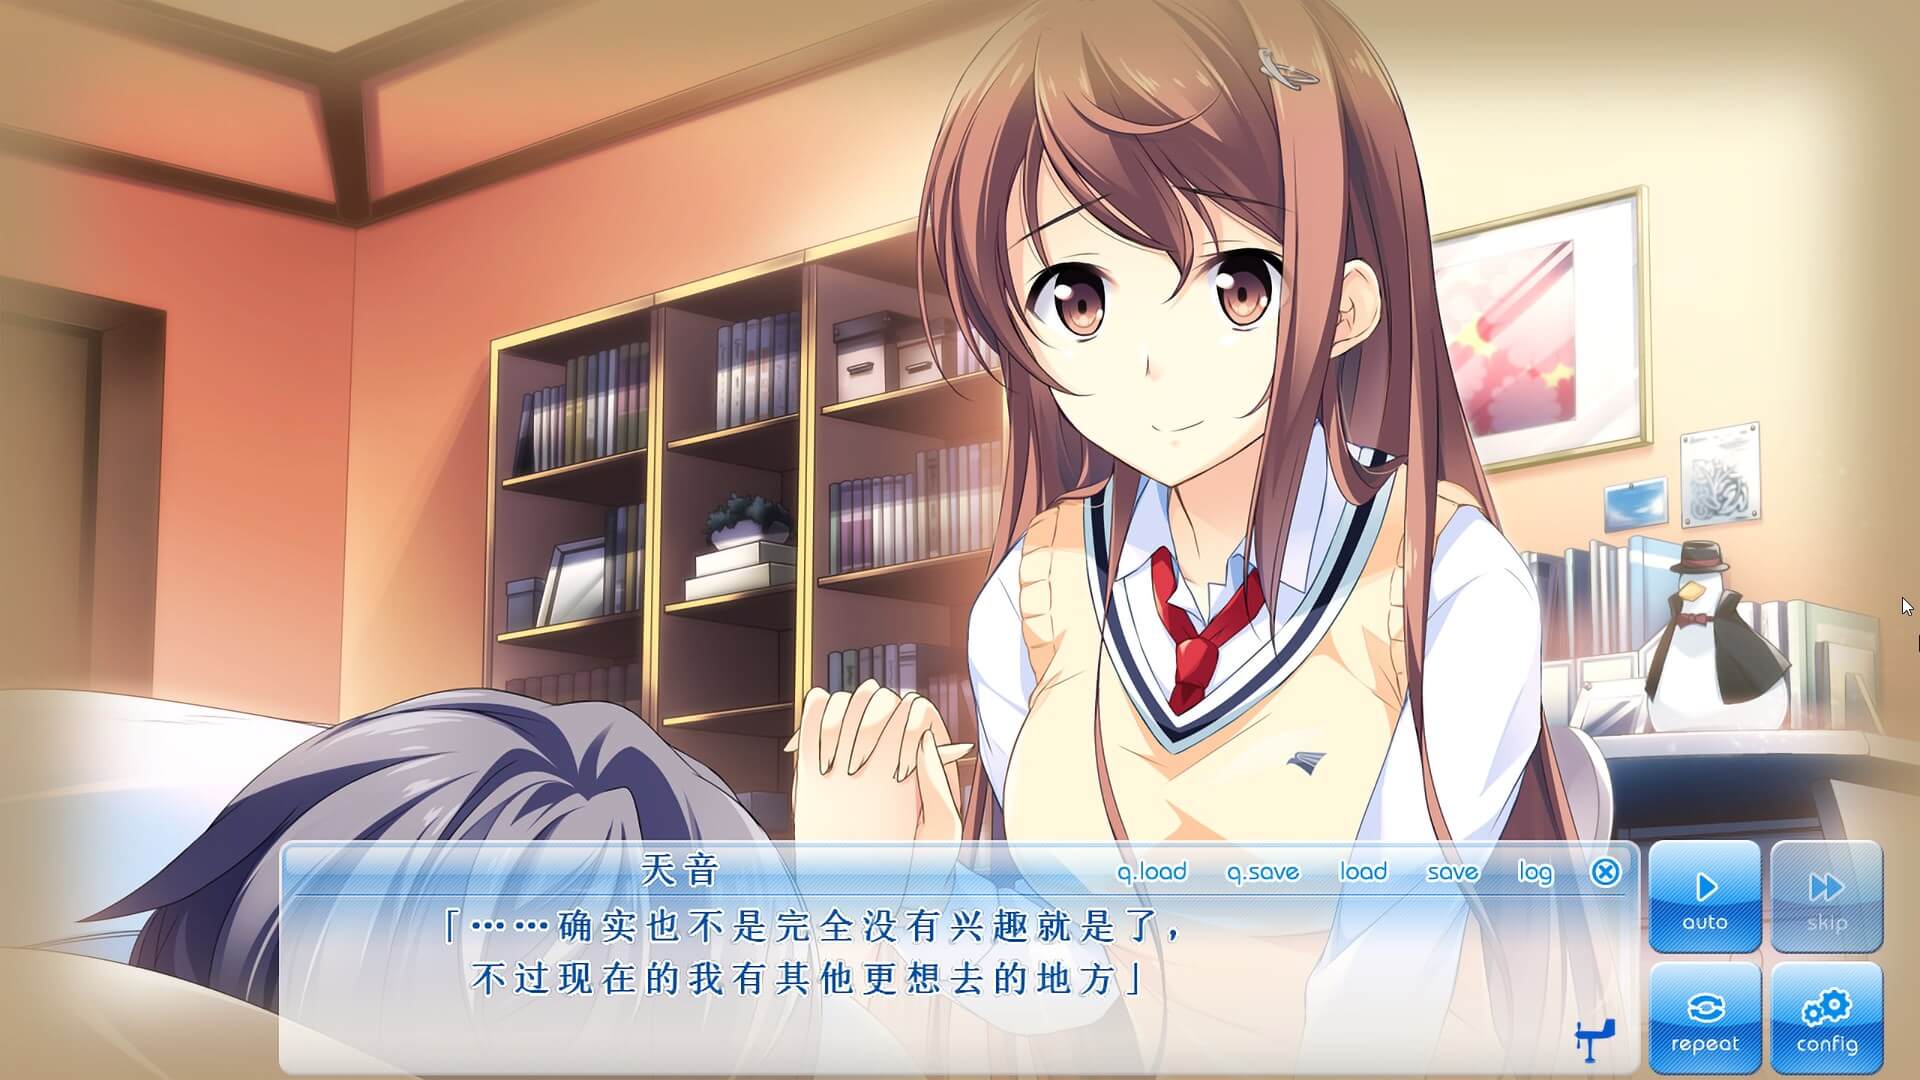 天音
q.load q.save load save log
「……确实也不是完全没有兴趣就是了，
不过现在的我有其他更想去的地方」
auto skip
repeat config